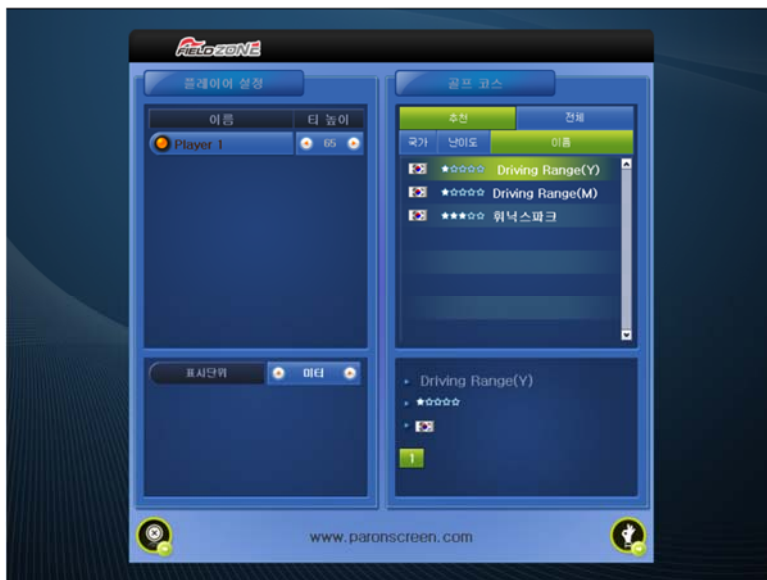 FIELDZONE
플레이어 설정
이름 티 높이
Player 1 65
표시단위 미터
골프 코스
추천 전체
국가 난이도 이름
Driving Range(Y)
Driving Range(M)
휘닉스파크
Driving Range(Y)
1
www.paronscreen.com